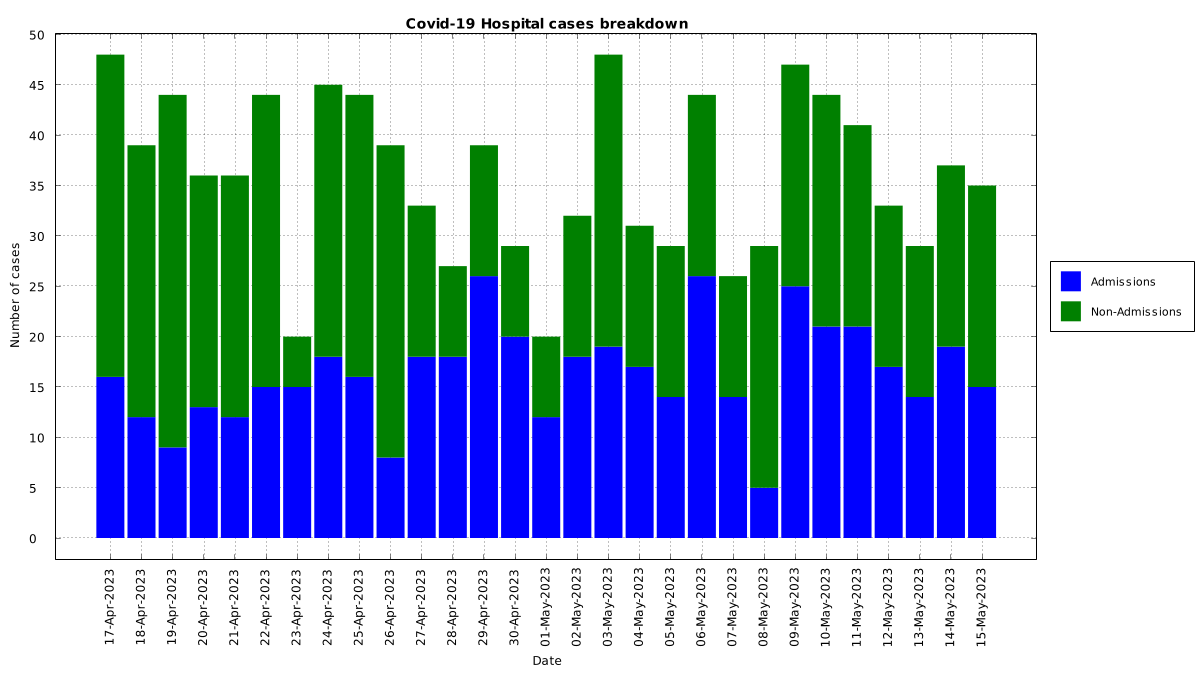 Covid-19 Hospital cases breakdown
50
45
40
35
30
25
20
15
10
5
0
Number of cases
17-Apr-2023
18-Apr-2023
19-Apr-2023
20-Apr-2023
21-Apr-2023
22-Apr-2023
23-Apr-2023
24-Apr-2023
25-Apr-2023
26-Apr-2023
27-Apr-2023
28-Apr-2023
29-Apr-2023
30-Apr-2023
01-May-2023
02-May-2023
03-May-2023
04-May-2023
05-May-2023
06-May-2023
07-May-2023
08-May-2023
09-May-2023
10-May-2023
11-May-2023
12-May-2023
13-May-2023
14-May-2023
15-May-2023
Date
Admissions
Non-Admissions